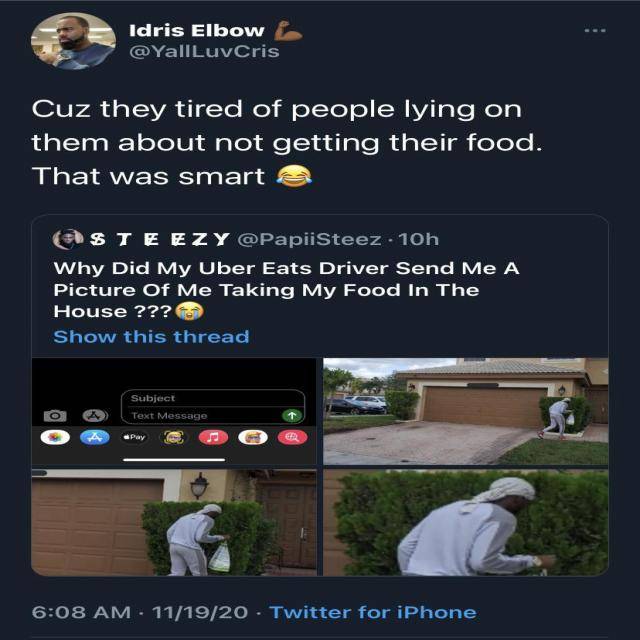 Idris Elbow 💪🏾
@YallLuvCris
Cuz they tired of people lying on
them about not getting their food.
That was smart 😂
S T E E Z Y @PapiiSteez · 10h
Why Did My Uber Eats Driver Send Me A
Picture Of Me Taking My Food In The
House ???😭
Show this thread
Subject
Text Message
Pay
6:08 AM · 11/19/20 · Twitter for iPhone